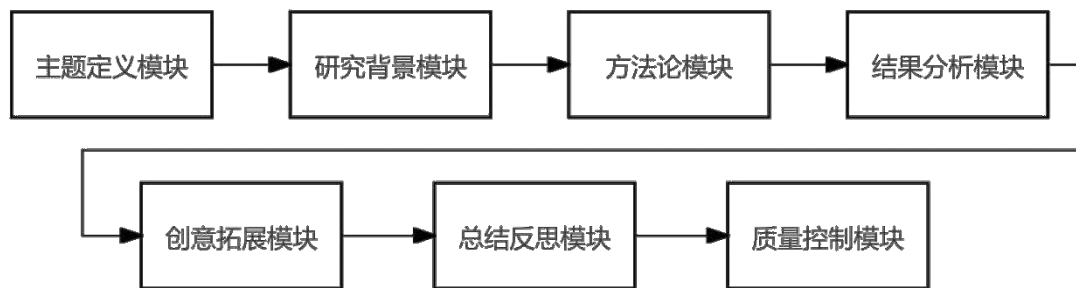 主题定义模块
研究背景模块
方法论模块
结果分析模块
创意拓展模块
总结反思模块
质量控制模块